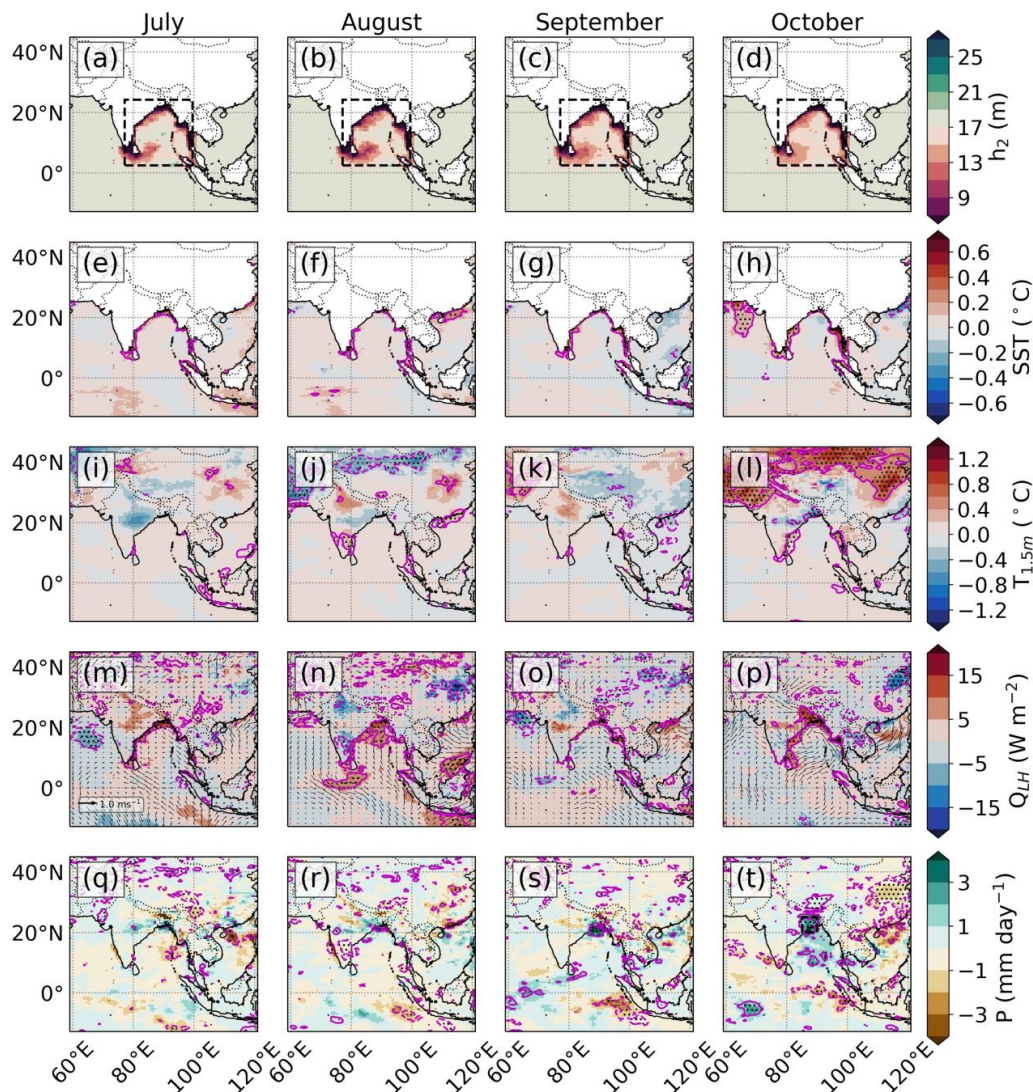 July August September October
40°N (a) (b) (c) (d)
20°N
0°
25
21
17
13
9
h2 (m)
40°N (e) (f) (g) (h)
20°N
0°
0.6
0.4
0.2
0.0
−0.2
−0.4
−0.6
SST (°C)
40°N (i) (j) (k) (l)
20°N
0°
1.2
0.8
0.4
0.0
−0.4
−0.8
−1.2
T1.5m (°C)
40°N (m) (n) (o) (p)
20°N
0°
1.0 ms−1
15
5
−5
−15
QLH (W m−2)
40°N (q) (r) (s) (t)
20°N
0°
3
1
−1
−3
P (mm day−1)
60°E 80°E 100°E 120°E 60°E 80°E 100°E 120°E 60°E 80°E 100°E 120°E 60°E 80°E 100°E 120°E